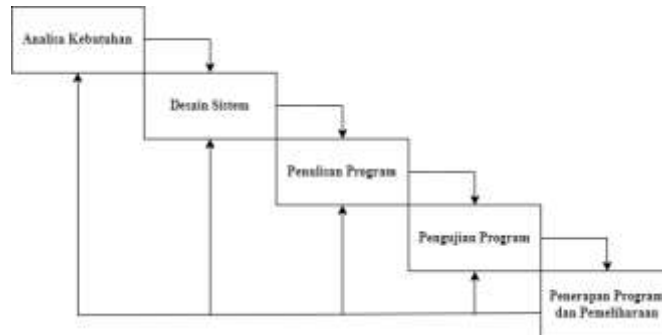 Analisa Kebutuhan
Desain Sistem
Penulisan Program
Pengujian Program
Penerapan Program
dan Pemeliharaan